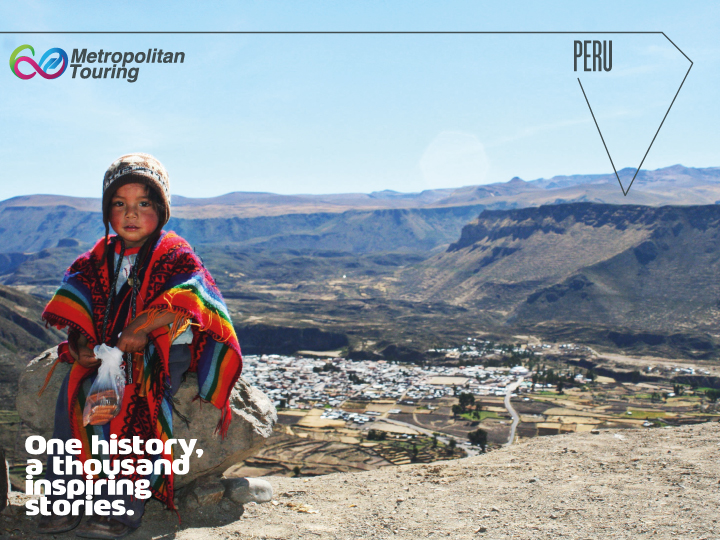 Metropolitan
Touring
PERU
One history,
a thousand
inspiring
stories.